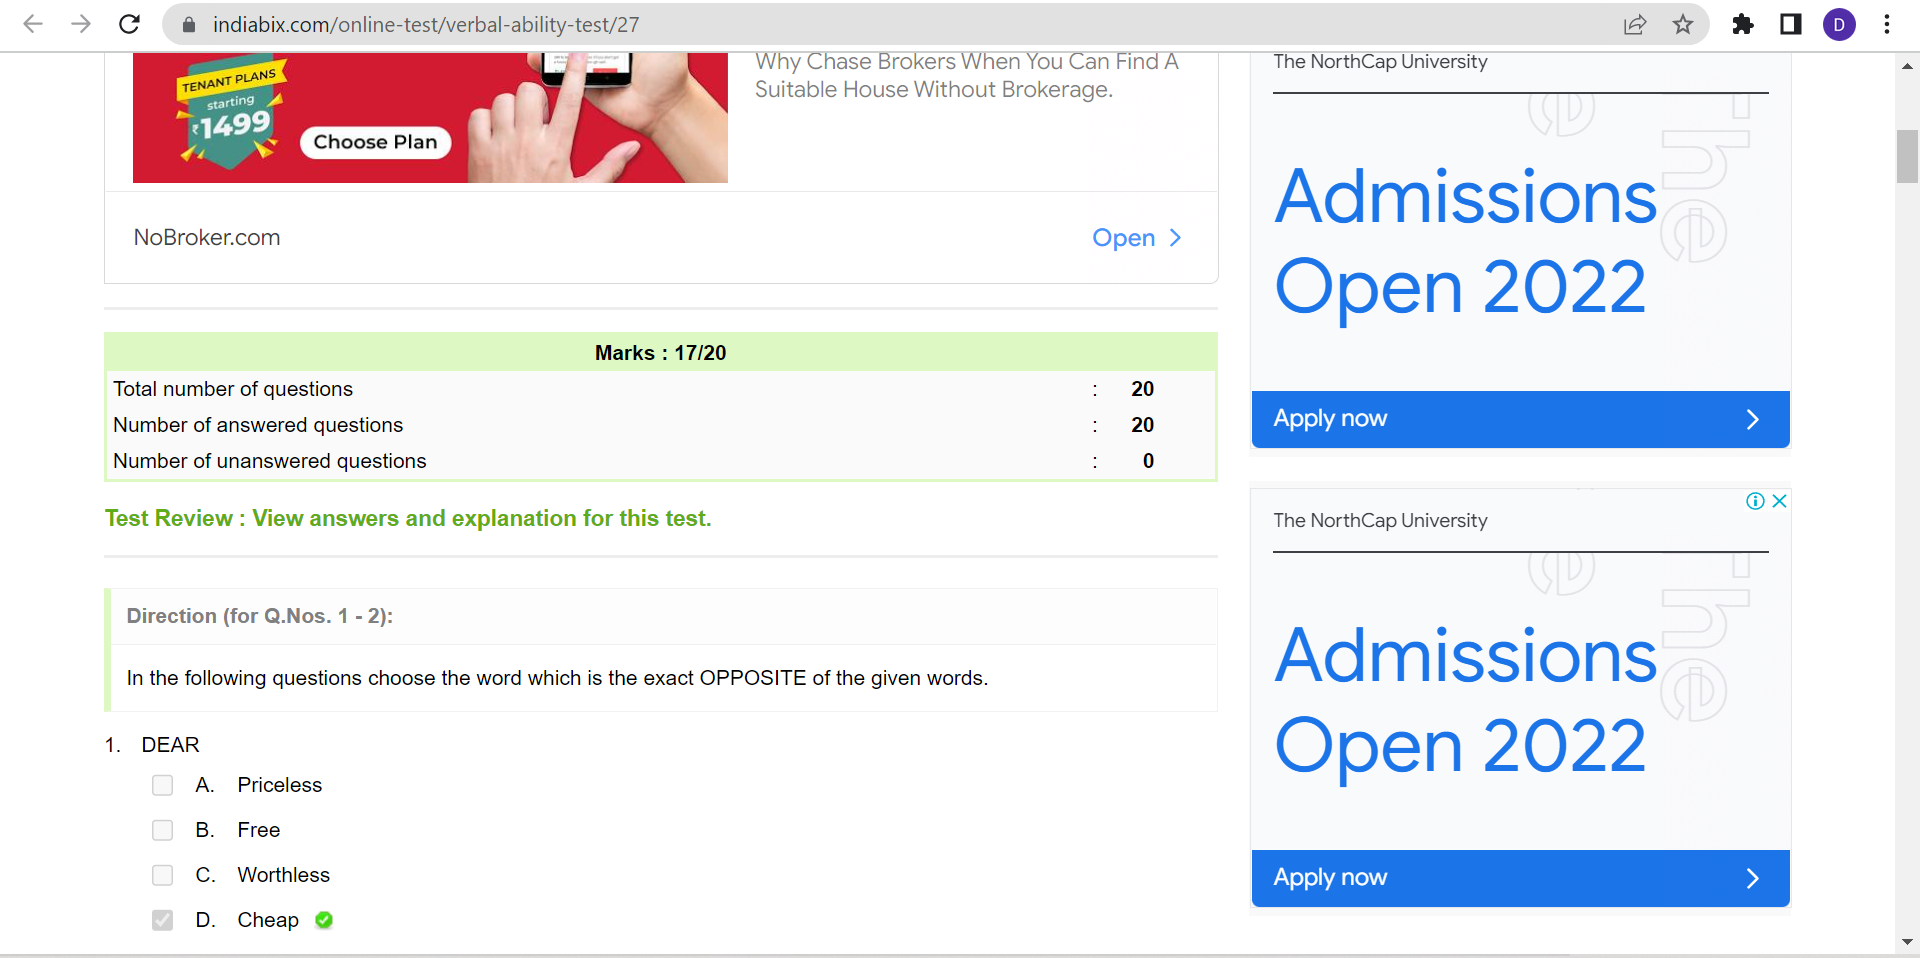 indiabix.com/online-test/verbal-ability-test/27
D
TENANT PLANS
starting
₹1499
Choose Plan
Why Chase Brokers When You Can Find A
Suitable House Without Brokerage.
NoBroker.com
Open
Marks : 17/20
Total number of questions : 20
Number of answered questions : 20
Number of unanswered questions : 0
Test Review : View answers and explanation for this test.
Direction (for Q.Nos. 1 - 2):
In the following questions choose the word which is the exact OPPOSITE of the given words.
1. DEAR
A. Priceless
B. Free
C. Worthless
D. Cheap
The NorthCap University
Admissions
Open 2022
Apply now
The NorthCap University
Admissions
Open 2022
Apply now